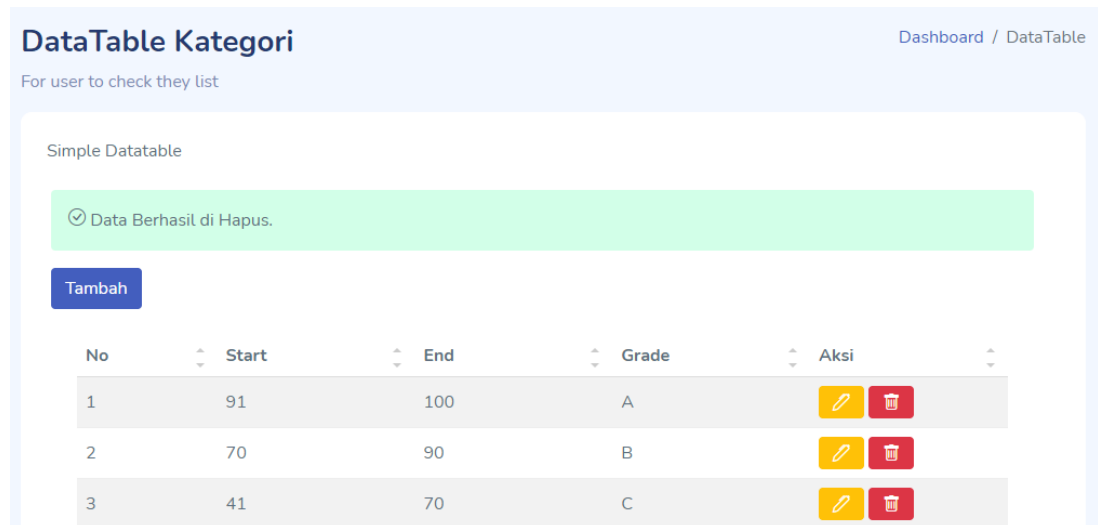 DataTable Kategori
Dashboard / DataTable
For user to check they list
Simple Datatable
Data Berhasil di Hapus.
Tambah
No Start End Grade Aksi
1 91 100 A
2 70 90 B
3 41 70 C